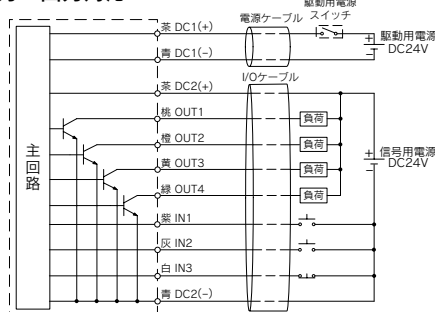 駆動用電源
スイッチ
電源ケーブル
茶 DC1(+)
青 DC1(-)
駆動用電源
DC24V
+
-
I/Oケーブル
茶 DC2(+)
桃 OUT1
橙 OUT2
黄 OUT3
緑 OUT4
負荷
負荷
負荷
負荷
信号用電源
DC24V
+
-
主回路
紫 IN1
灰 IN2
白 IN3
青 DC2(-)